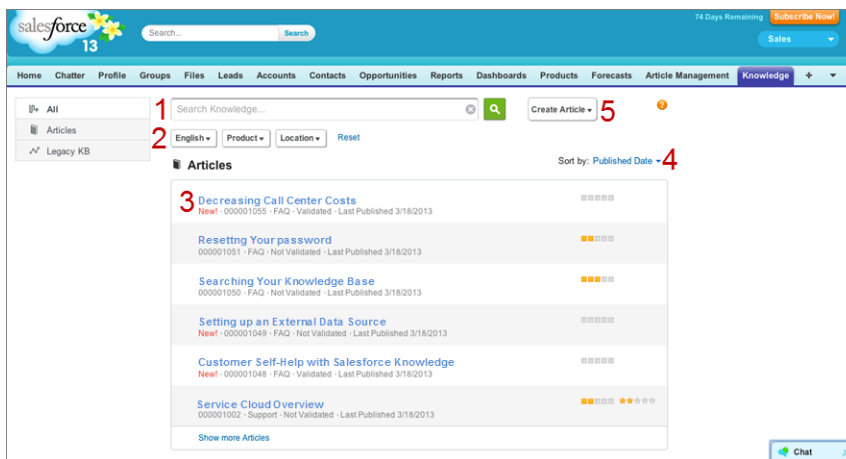 salesforce
13
Search...
Search
74 Days Remaining
Subscribe Now!
Sales
Home Chatter Profile Groups Files Leads Accounts Contacts Opportunities Reports Dashboards Products Forecasts Article Management Knowledge +
All
Articles
Legacy KB
1 Search Knowledge...
Create Article 5
?
2 English Product Location Reset
Articles
Sort by: Published Date 4
3 Decreasing Call Center Costs
New! - 000001055 - FAQ - Validated - Last Published 3/18/2013
Resettng Your password
000001051 - FAQ - Not Validated - Last Published 3/18/2013
Searching Your Knowledge Base
000001050 - FAQ - Not Validated - Last Published 3/18/2013
Setting up an External Data Source
New! - 000001049 - FAQ - Not Validated - Last Published 3/18/2013
Customer Self-Help with Salesforce Knowledge
New! - 000001048 - FAQ - Validated - Last Published 3/18/2013
Service Cloud Overview
000001002 - Support - Not Validated - Last Published 3/18/2013
Show more Articles
Chat